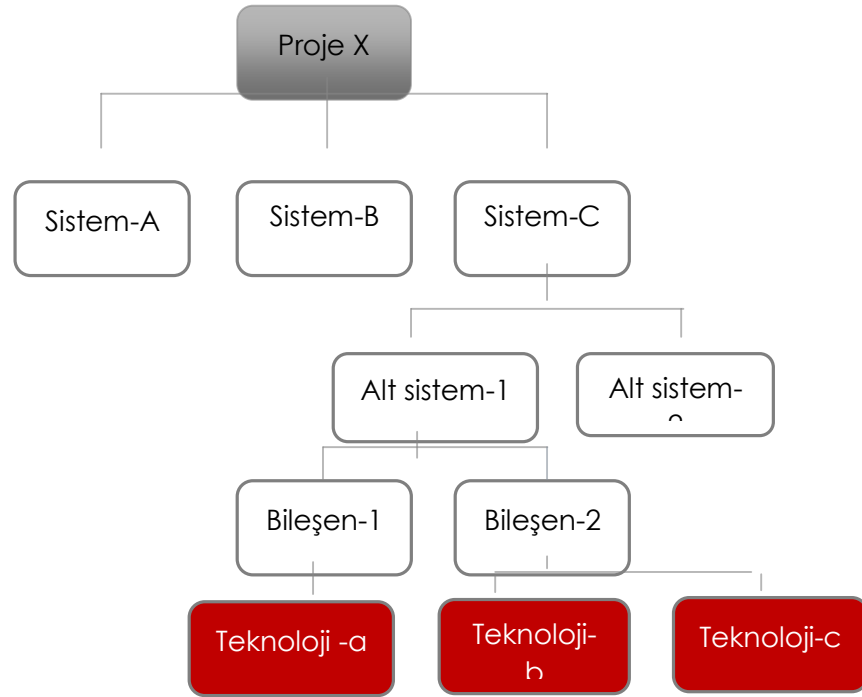 Proje X
Sistem-A
Sistem-B
Sistem-C
Alt sistem-1
Alt sistem-
Bileşen-1
Bileşen-2
Teknoloji -a
Teknoloji-
b
Teknoloji-c